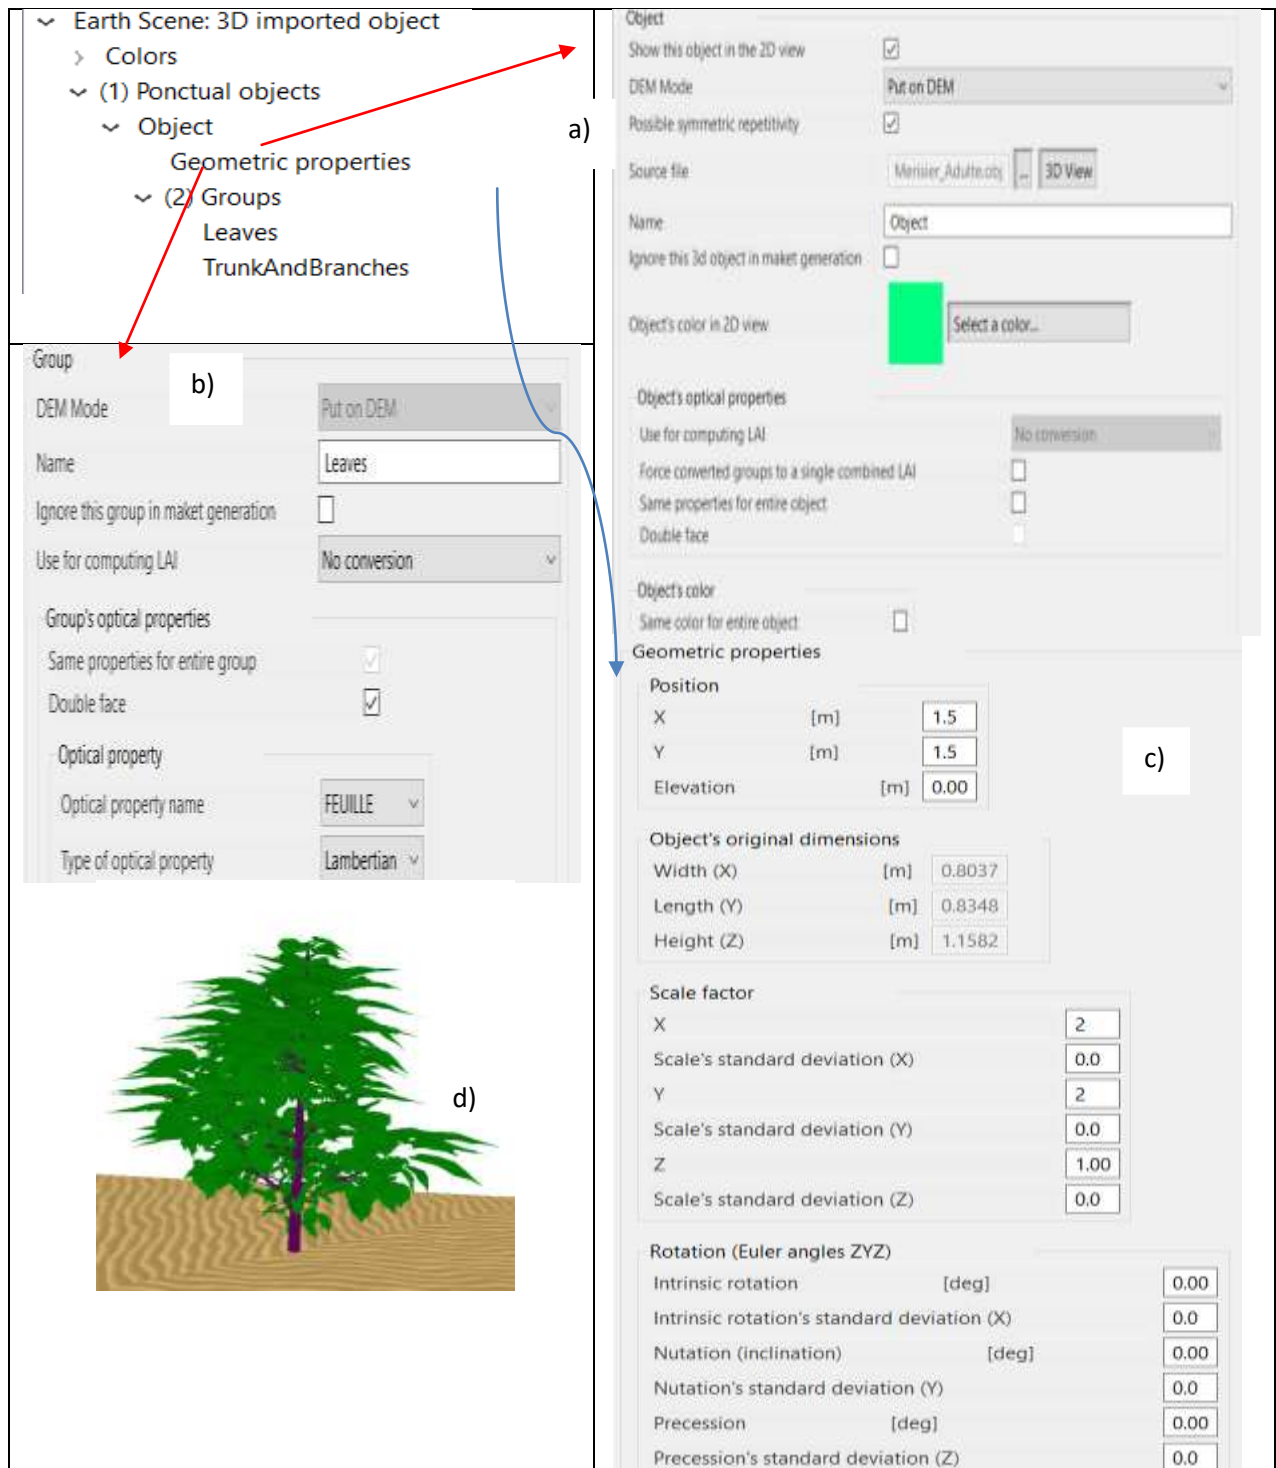 Earth Scene: 3D imported object
Colors
(1) Ponctual objects
Object
Geometric properties
(2) Groups
Leaves
TrunkAndBranches
a)
Object
Show this object in the 2D view
DEM Mode Put on DEM
Possible symmetric repetitivity
Source file Merisier_Adulte.obj ... 3D View
Name Object
Ignore this 3d object in maket generation
Object's color in 2D view Select a color...
Object's optical properties
Use for computing LAI No conversion
Force converted groups to a single combined LAI
Same properties for entire object
Double face
Object's color
Same color for entire object
b)
Group
DEM Mode Put on DEM
Name Leaves
Ignore this group in maket generation
Use for computing LAI No conversion
Group's optical properties
Same properties for entire group
Double face
Optical property
Optical property name FEUILLE
Type of optical property Lambertian
c)
Geometric properties
Position
X [m] 1.5
Y [m] 1.5
Elevation [m] 0.00
Object's original dimensions
Width (X) [m] 0.8037
Length (Y) [m] 0.8348
Height (Z) [m] 1.1582
Scale factor
X 2
Scale's standard deviation (X) 0.0
Y 2
Scale's standard deviation (Y) 0.0
Z 1.00
Scale's standard deviation (Z) 0.0
Rotation (Euler angles ZYZ)
Intrinsic rotation [deg] 0.00
Intrinsic rotation's standard deviation (X) 0.0
Nutation (inclination) [deg] 0.00
Nutation's standard deviation (Y) 0.0
Precession [deg] 0.00
Precession's standard deviation (Z) 0.0
d)